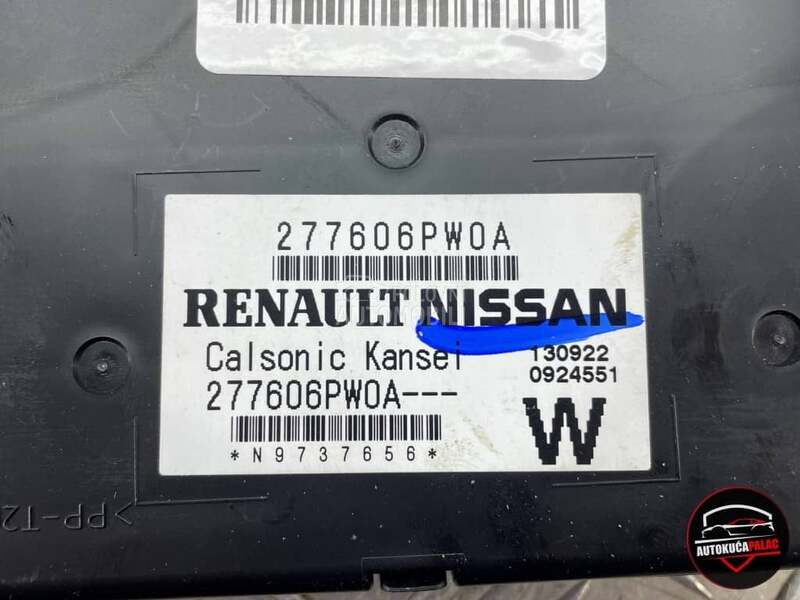 277606PW0A
RENAULT NISSAN
Calsonic Kansei
130922
277606PW0A---
0924551
W
*N9737656*
>PP-T2
AUTOKUĆA PALAC